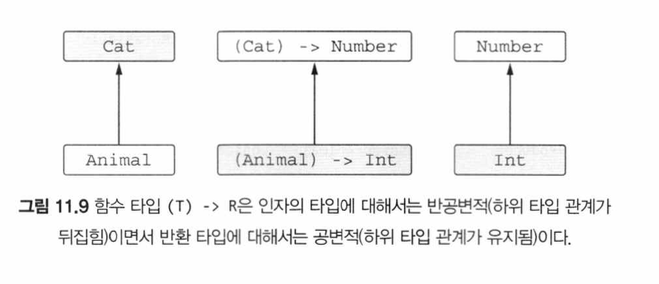 Cat (Cat) -> Number Number
Animal (Animal) -> Int Int
그림 11.9 함수 타입 (T) -> R은 인자의 타입에 대해서는 반공변적(하위 타입 관계가
뒤집힘)이면서 반환 타입에 대해서는 공변적(하위 타입 관계가 유지됨)이다.